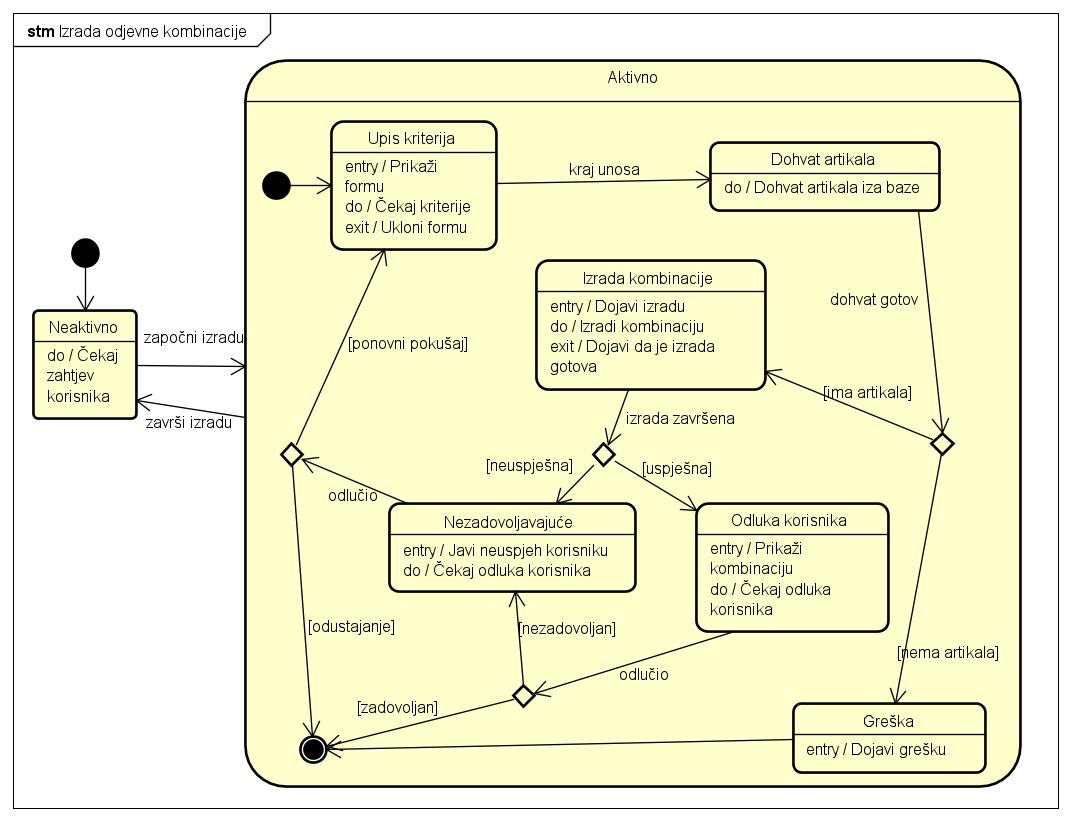 stm Izrada odjevne kombinacije
Aktivno
Upis kriterija
entry / Prikaži
formu
do / Čekaj kriterije
exit / Ukloni formu
kraj unosa
Dohvat artikala
do / Dohvat artikala iza baze
Neaktivno
do / Čekaj
zahtjev
korisnika
započni izradu
završi izradu
Izrada kombinacije
entry / Dojavi izradu
do / Izradi kombinaciju
exit / Dojavi da je izrada
gotova
dohvat gotov
[ponovni pokušaj]
[ima artikala]
izrada završena
[neuspješna]
[uspješna]
odlučio
Nezadovoljavajuće
entry / Javi neuspjeh korisniku
do / Čekaj odluka korisnika
Odluka korisnika
entry / Prikaži
kombinaciju
do / Čekaj odluka
korisnika
[odustajanje]
[nezadovoljan]
[nema artikala]
odlučio
[zadovoljan]
Greška
entry / Dojavi grešku